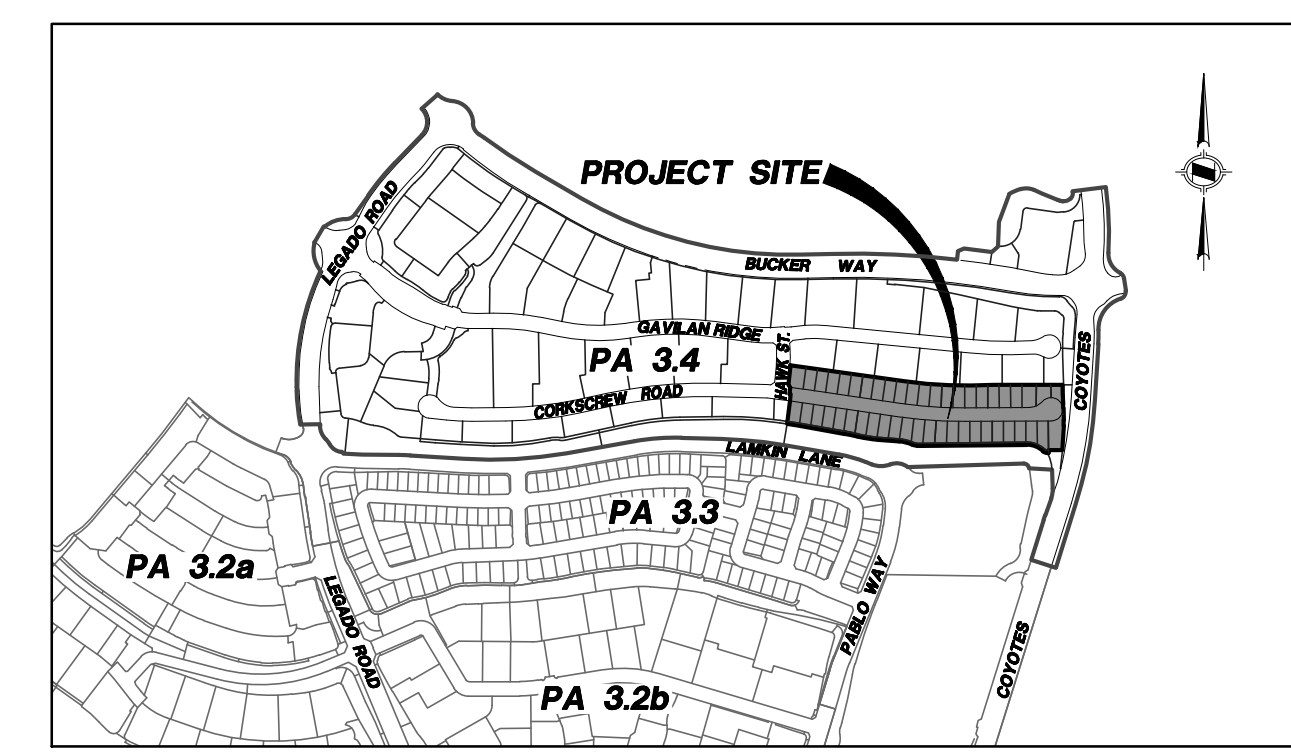 PROJECT SITE
LEGADO ROAD
BUCKER WAY
GAVILAN RIDGE
HAWK ST.
PA 3.4
COYOTES
CORKSCREW ROAD
LAMKIN LANE
PA 3.3
PA 3.2a
LEGADO ROAD
PABLO WAY
COYOTES
PA 3.2b